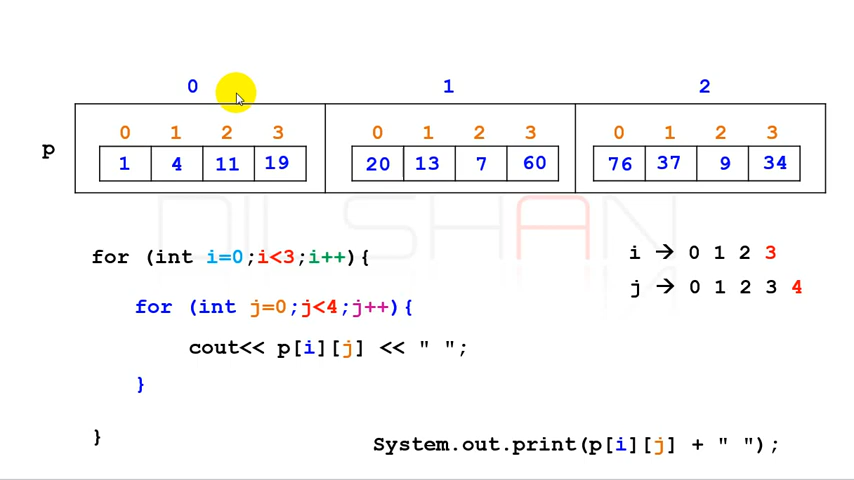 0 1 2
0 1 2 3 0 1 2 3 0 1 2 3
p 1 4 11 19 20 13 7 60 76 37 9 34
DILSHAN
for (int i=0;i<3;i++){
i → 0 1 2 3
j → 0 1 2 3 4
for (int j=0;j<4;j++){
cout<< p[i][j] << " ";
}
}
System.out.print(p[i][j] + " ");